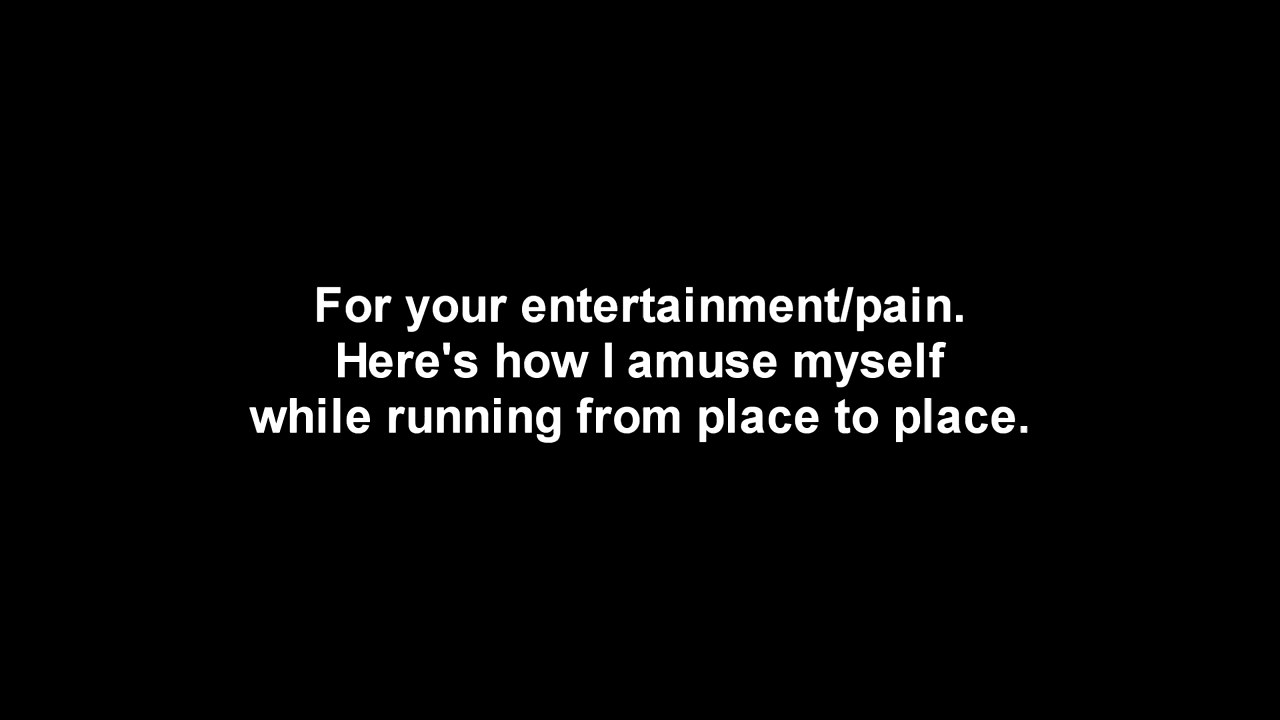 For your entertainment/pain.
Here's how I amuse myself
while running from place to place.